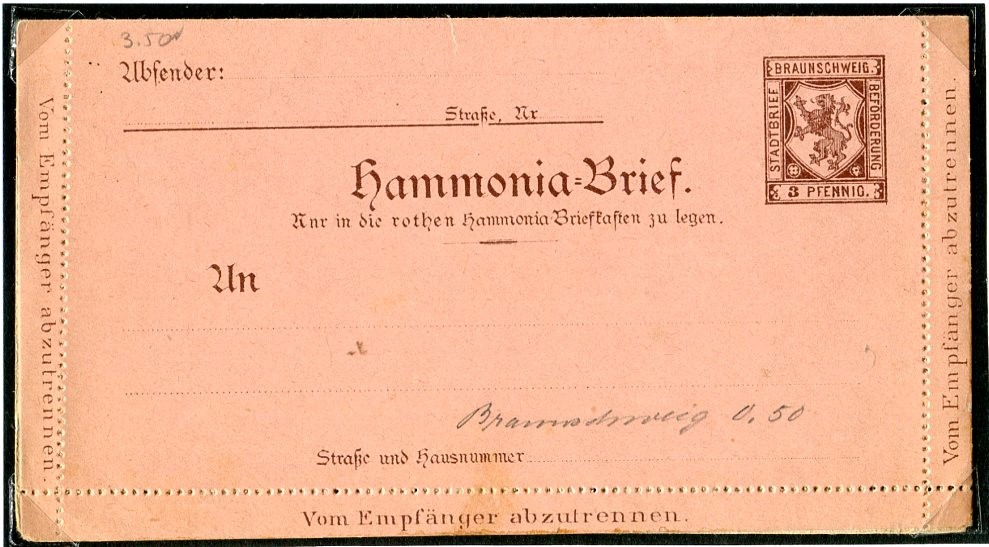 3.50
Absender:
BRAUNSCHWEIG.
STADTBRIEF
BEFÖRDERUNG
3 PFENNIG.
Straße, Nr
Hammonia-Brief.
Nnr in die rothen Hammonia-Briefkasten zu legen.
An
Braunschweig 0.50
Straße und Hausnummer
Vom Empfänger abzutrennen.
Vom Empfänger abzutrennen.
Vom Empfänger abzutrennen.